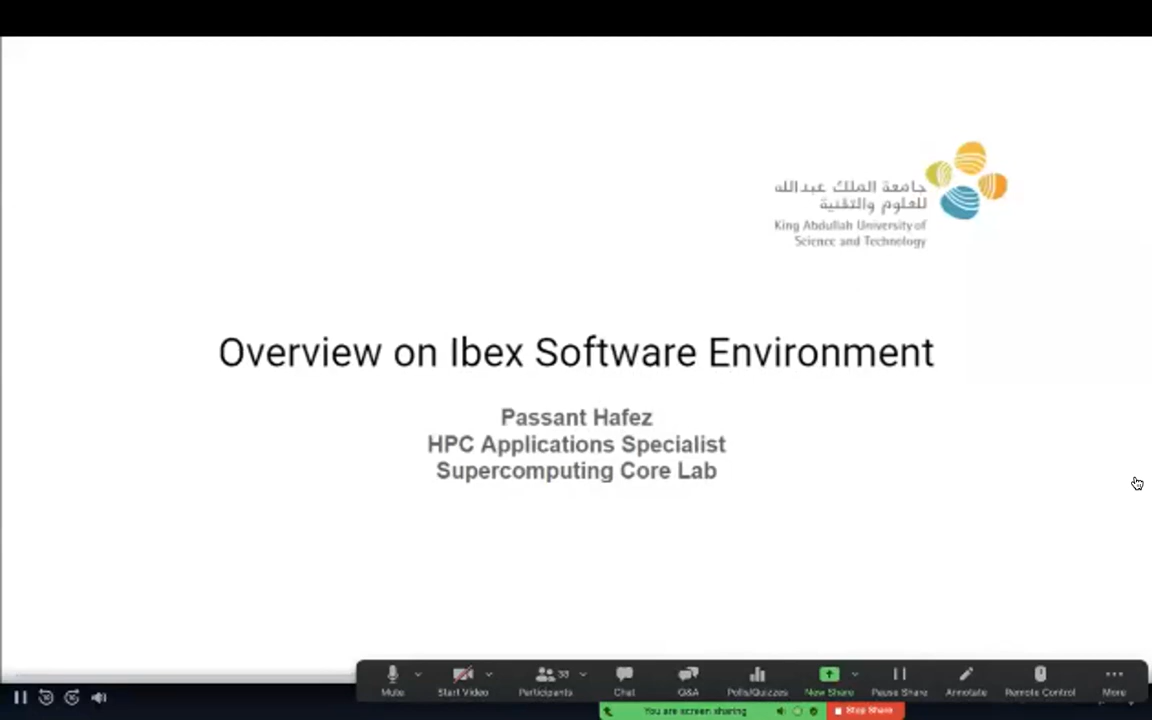 جامعة الملك عبدالله
للعلوم والتقنية
King Abdullah University of
Science and Technology
Overview on Ibex Software Environment
Passant Hafez
HPC Applications Specialist
Supercomputing Core Lab
Mute
Start Video
Participants
Chat
Q&A
Polls/Quizzes
New Share
Pause Share
Annotate
Remote Control
More
You are screen sharing
Stop Share